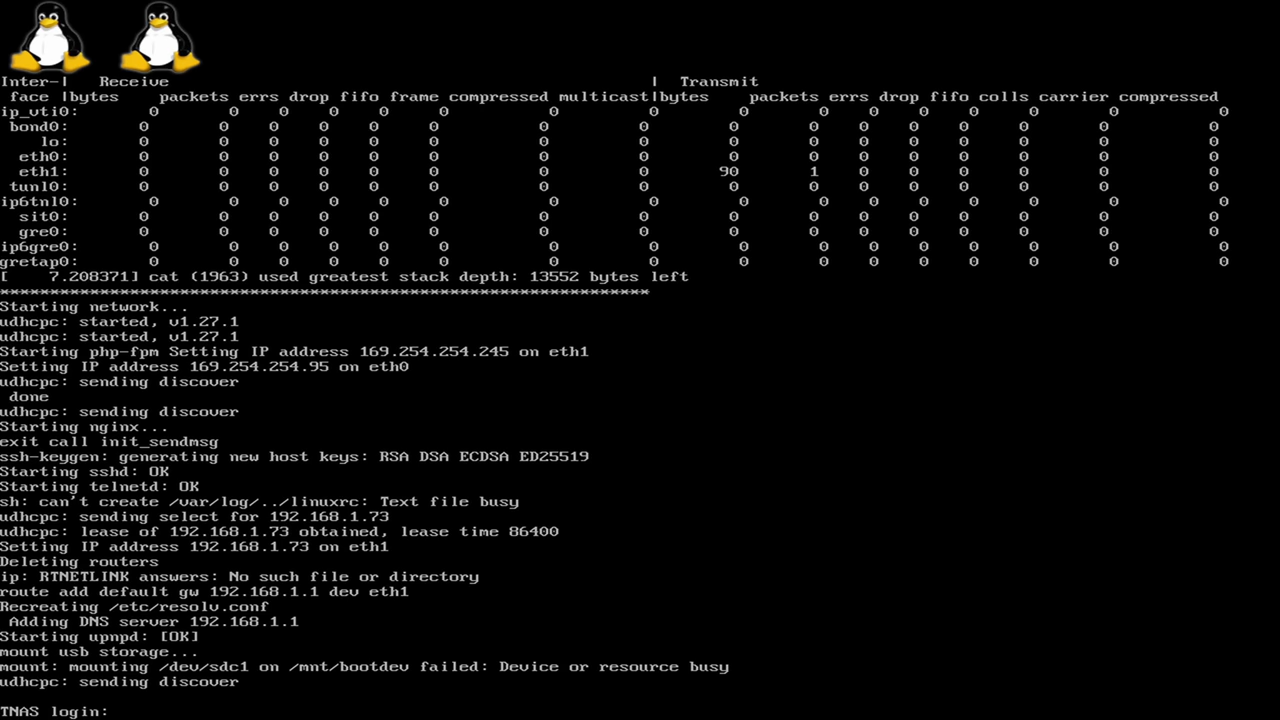 Inter-|   Receive                                                |  Transmit
 face |bytes    packets errs drop fifo frame compressed multicast|bytes    packets errs drop fifo colls carrier compressed
ip_vti0:       0       0    0    0    0     0          0         0        0       0    0    0    0     0       0          0
 bond0:       0       0    0    0    0     0          0         0        0       0    0    0    0     0       0          0
    lo:       0       0    0    0    0     0          0         0        0       0    0    0    0     0       0          0
  eth0:       0       0    0    0    0     0          0         0        0       0    0    0    0     0       0          0
  eth1:       0       0    0    0    0     0          0         0       90       1    0    0    0     0       0          0
 tunl0:       0       0    0    0    0     0          0         0        0       0    0    0    0     0       0          0
ip6tnl0:       0       0    0    0    0     0          0         0        0       0    0    0    0     0       0          0
  sit0:       0       0    0    0    0     0          0         0        0       0    0    0    0     0       0          0
  gre0:       0       0    0    0    0     0          0         0        0       0    0    0    0     0       0          0
ip6gre0:       0       0    0    0    0     0          0         0        0       0    0    0    0     0       0          0
gretap0:       0       0    0    0    0     0          0         0        0       0    0    0    0     0       0          0
[    7.208371] cat (1963) used greatest stack depth: 13552 bytes left
*****************************************************************
Starting network...
udhcpc: started, v1.27.1
udhcpc: started, v1.27.1
Starting php-fpm Setting IP address 169.254.254.245 on eth1
Setting IP address 169.254.254.95 on eth0
udhcpc: sending discover
 done
udhcpc: sending discover
Starting nginx...
exit call init_sendmsg
ssh-keygen: generating new host keys: RSA DSA ECDSA ED25519
Starting sshd: OK
Starting telnetd: OK
sh: can't create /var/log/../linuxrc: Text file busy
udhcpc: sending select for 192.168.1.73
udhcpc: lease of 192.168.1.73 obtained, lease time 86400
Setting IP address 192.168.1.73 on eth1
Deleting routers
ip: RTNETLINK answers: No such file or directory
route add default gw 192.168.1.1 dev eth1
Recreating /etc/resolv.conf
 Adding DNS server 192.168.1.1
Starting upnpd: [OK]
mount usb storage...
mount: mounting /dev/sdc1 on /mnt/bootdev failed: Device or resource busy
udhcpc: sending discover
TNAS login: